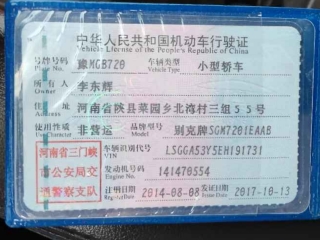 中华人民共和国机动车行驶证
Vehicle License of the People's Republic of China
号牌号码 豫MGB720 车辆类型 小型轿车
Plate No. Vehicle Type
所有人 李东辉
Owner
住址 河南省陕县菜园乡北湾村三组55号
Address
使用性质 非营运 品牌型号 别克牌SGM7201EAAB
Use Character Model
河南省三门峡 车辆识别代号 LSGGA53Y5EH191731
VIN
市公安局交 发动机号码 141470554
Engine No.
通警察支队 注册日期 2014-08-08 发证日期 2017-10-13
Register Date Issue Date